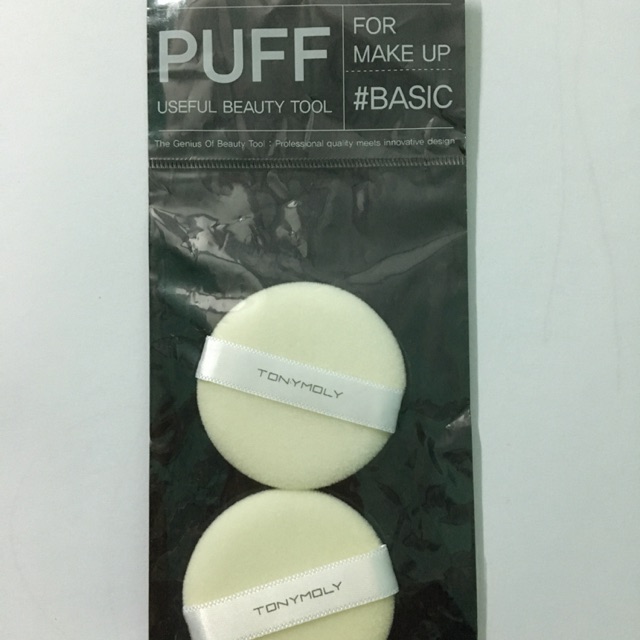 PUFF
USEFUL BEAUTY TOOL
FOR
MAKE UP
#BASIC
The Genius Of Beauty Tool : Professional quality meets innovative design
TONYMOLY
TONYMOLY